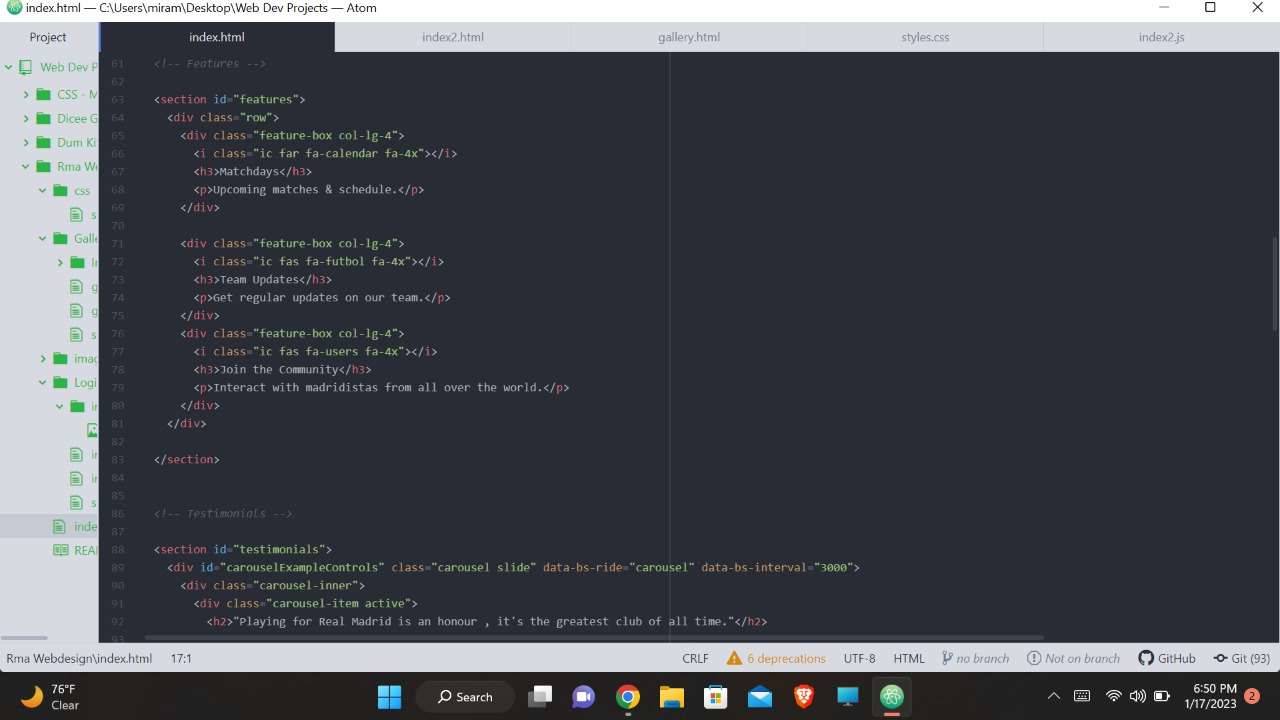 index.html — C:\Users\miram\Desktop\Web Dev Projects — Atom
Project
index.html
index2.html
gallery.html
styles.css
index2.js
Web Dev P
CSS - M
Dicee G
Dum Ki
Rma We
css
s
Galle
Ir
g
g
s
imag
Logi
ir
ir
ir
s
inde
REAI
61 <!-- Features -->
62
63 <section id="features">
64 <div class="row">
65 <div class="feature-box col-lg-4">
66 <i class="ic far fa-calendar fa-4x"></i>
67 <h3>Matchdays</h3>
68 <p>Upcoming matches & schedule.</p>
69 </div>
70
71 <div class="feature-box col-lg-4">
72 <i class="ic fas fa-futbol fa-4x"></i>
73 <h3>Team Updates</h3>
74 <p>Get regular updates on our team.</p>
75 </div>
76 <div class="feature-box col-lg-4">
77 <i class="ic fas fa-users fa-4x"></i>
78 <h3>Join the Community</h3>
79 <p>Interact with madridistas from all over the world.</p>
80 </div>
81 </div>
82
83 </section>
84
85
86 <!-- Testimonials -->
87
88 <section id="testimonials">
89 <div id="carouselExampleControls" class="carousel slide" data-bs-ride="carousel" data-bs-interval="3000">
90 <div class="carousel-inner">
91 <div class="carousel-item active">
92 <h2>"Playing for Real Madrid is an honour , it's the greatest club of all time."</h2>
93
Rma Webdesign\index.html 17:1 CRLF 6 deprecations UTF-8 HTML no branch Not on branch GitHub Git (93)
76°F
Clear
Search
6:50 PM
1/17/2023
2